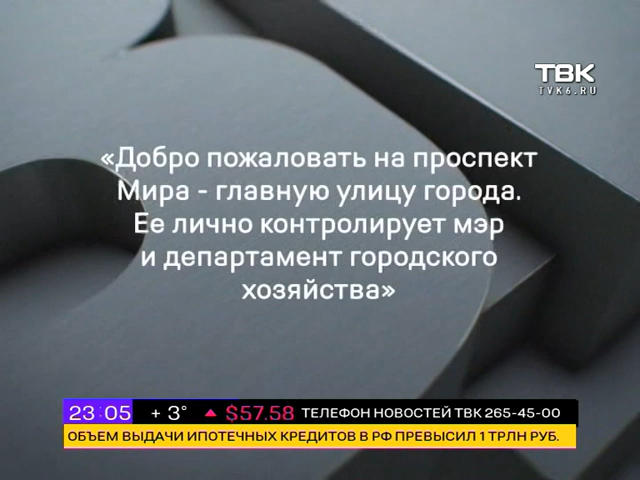 ТВК
TVK6.RU
«Добро пожаловать на проспект
Мира - главную улицу города.
Ее лично контролирует мэр
и департамент городского
хозяйства»
23:05 + 3° $57.58 ТЕЛЕФОН НОВОСТЕЙ ТВК 265-45-00
ОБЪЕМ ВЫДАЧИ ИПОТЕЧНЫХ КРЕДИТОВ В РФ ПРЕВЫСИЛ 1 ТРЛН РУБ.